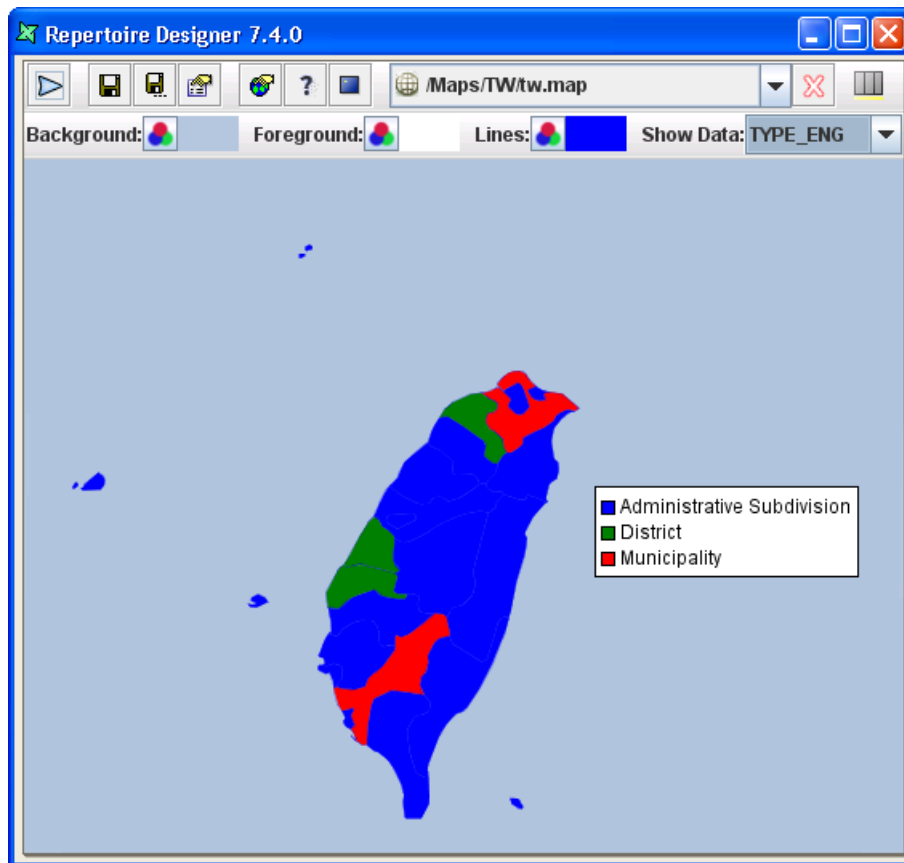 Repertoire Designer 7.4.0
? /Maps/TW/tw.map
Background: Foreground: Lines: Show Data: TYPE_ENG
Administrative Subdivision
District
Municipality